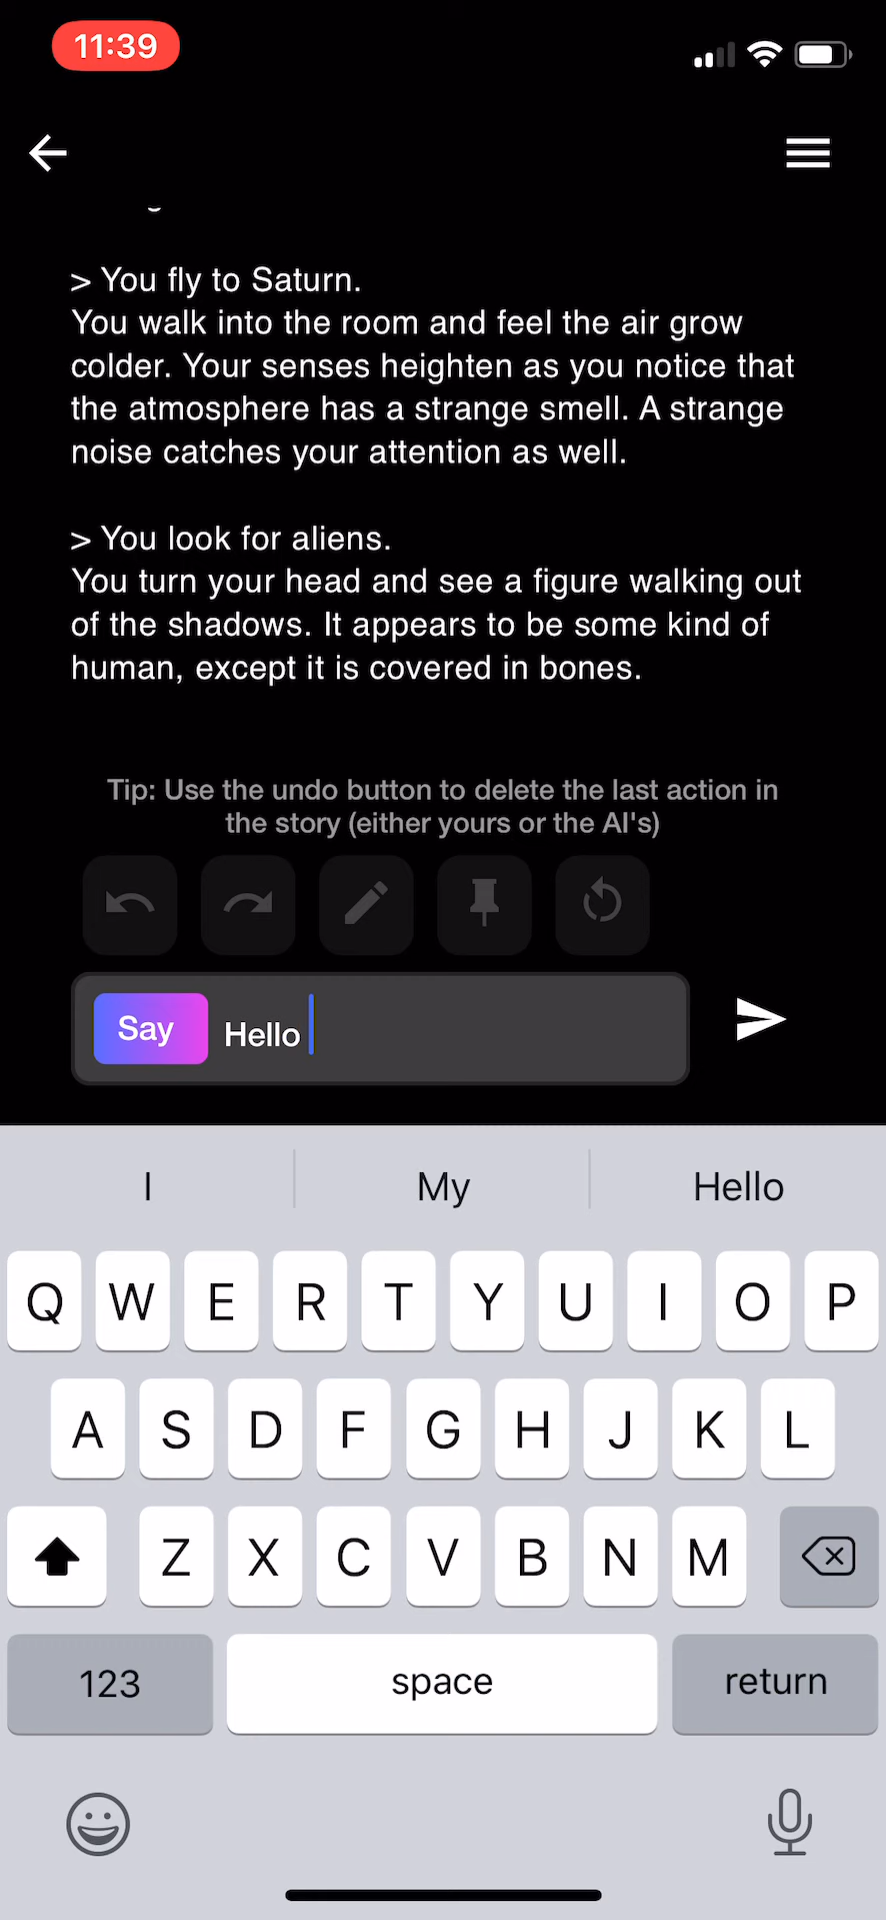 11:39
> You fly to Saturn.
You walk into the room and feel the air grow
colder. Your senses heighten as you notice that
the atmosphere has a strange smell. A strange
noise catches your attention as well.
> You look for aliens.
You turn your head and see a figure walking out
of the shadows. It appears to be some kind of
human, except it is covered in bones.
Tip: Use the undo button to delete the last action in
the story (either yours or the AI's)
Say Hello
I My Hello
Q W E R T Y U I O P
A S D F G H J K L
Z X C V B N M
123 space return